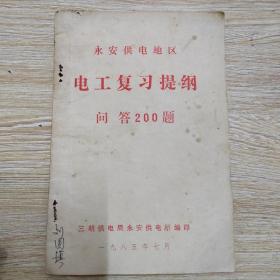 永安供电地区
电工复习提纲
问答200题
三明供电局永安供电所编印
一九八五年七月